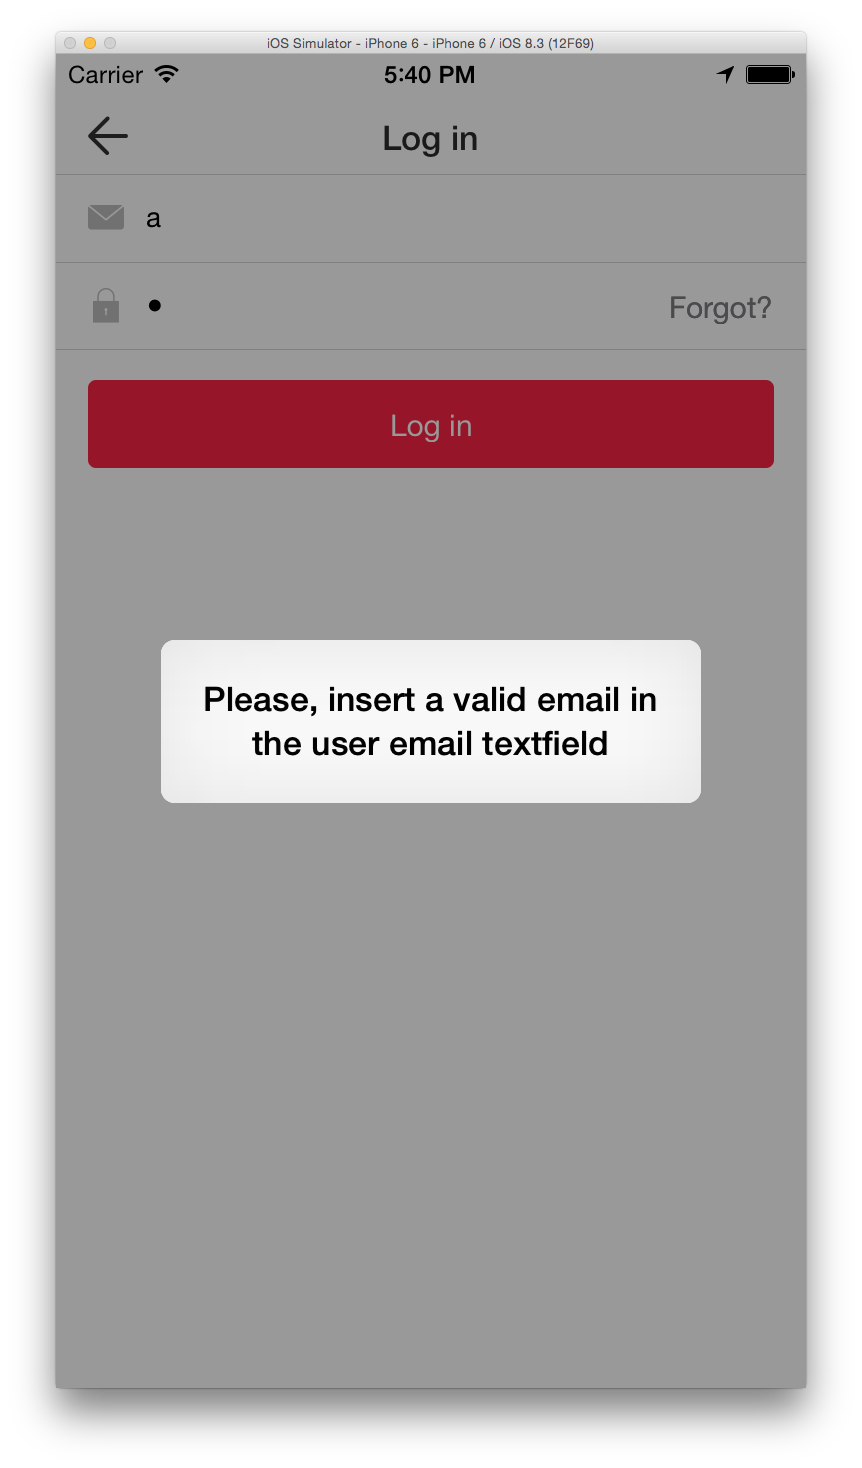 iOS Simulator - iPhone 6 - iPhone 6 / iOS 8.3 (12F69)
Carrier 5:40 PM
Log in
a
Forgot?
Log in
Please, insert a valid email in
the user email textfield